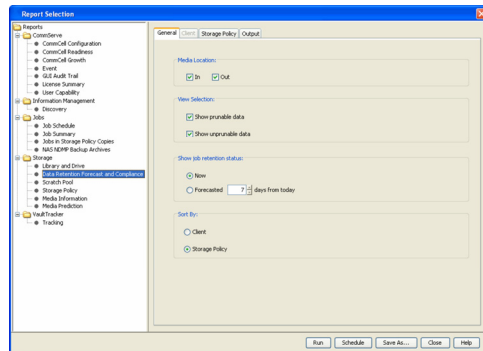 Report Selection
Reports
CommServe
CommCell Configuration
CommCell Readiness
CommCell Growth
Event
GUI Audit Trail
License Summary
User Capability
Information Management
Discovery
Jobs
Job Schedule
Job Summary
Jobs in Storage Policy Copies
NAS NDMP Backup Archives
Storage
Library and Drive
Data Retention Forecast and Compliance
Scratch Pool
Storage Policy
Media Information
Media Prediction
VaultTracker
Tracking
General Client Storage Policy Output
Media Location:
In Out
View Selection:
Show prunable data
Show unprunable data
Show job retention status:
Now
Forecasted 7 days from today
Sort By:
Client
Storage Policy
Run Schedule Save As... Close Help